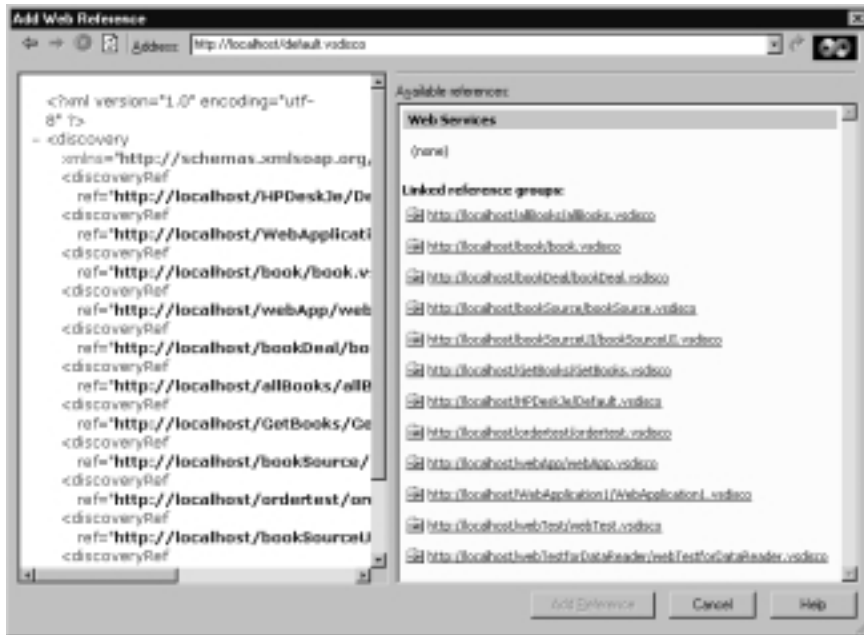 Add Web Reference
Address: http://localhost/default.vsdisco
<?xml version="1.0" encoding="utf-
8" ?>
- <discovery
xmlns="http://schemas.xmlsoap.org,
<discoveryRef
ref="http://localhost/HPDeskJe/De
<discoveryRef
ref="http://localhost/WebApplicati
<discoveryRef
ref="http://localhost/book/book.v
<discoveryRef
ref="http://localhost/webApp/web
<discoveryRef
ref="http://localhost/bookDeal/bo
<discoveryRef
ref="http://localhost/allBooks/allB
<discoveryRef
ref="http://localhost/GetBooks/Ge
<discoveryRef
ref="http://localhost/bookSource/
<discoveryRef
ref="http://localhost/ordertest/or
<discoveryRef
ref="http://localhost/bookSourceU
<discoveryRef
Available references:
Web Services
(none)
Linked reference groups:
http://localhost/allBooks/allBooks.vsdisco
http://localhost/book/book.vsdisco
http://localhost/bookDeal/bookDeal.vsdisco
http://localhost/bookSource/bookSource.vsdisco
http://localhost/bookSourceUI/bookSourceUI.vsdisco
http://localhost/GetBooks/GetBooks.vsdisco
http://localhost/HPDeskJe/Default.vsdisco
http://localhost/ordertest/ordertest.vsdisco
http://localhost/webApp/webApp.vsdisco
http://localhost/WebApplication1/WebApplication1.vsdisco
http://localhost/webTest/webTest.vsdisco
http://localhost/webTestforDataReader/webTestforDataReader.vsdisco
Add Reference
Cancel
Help